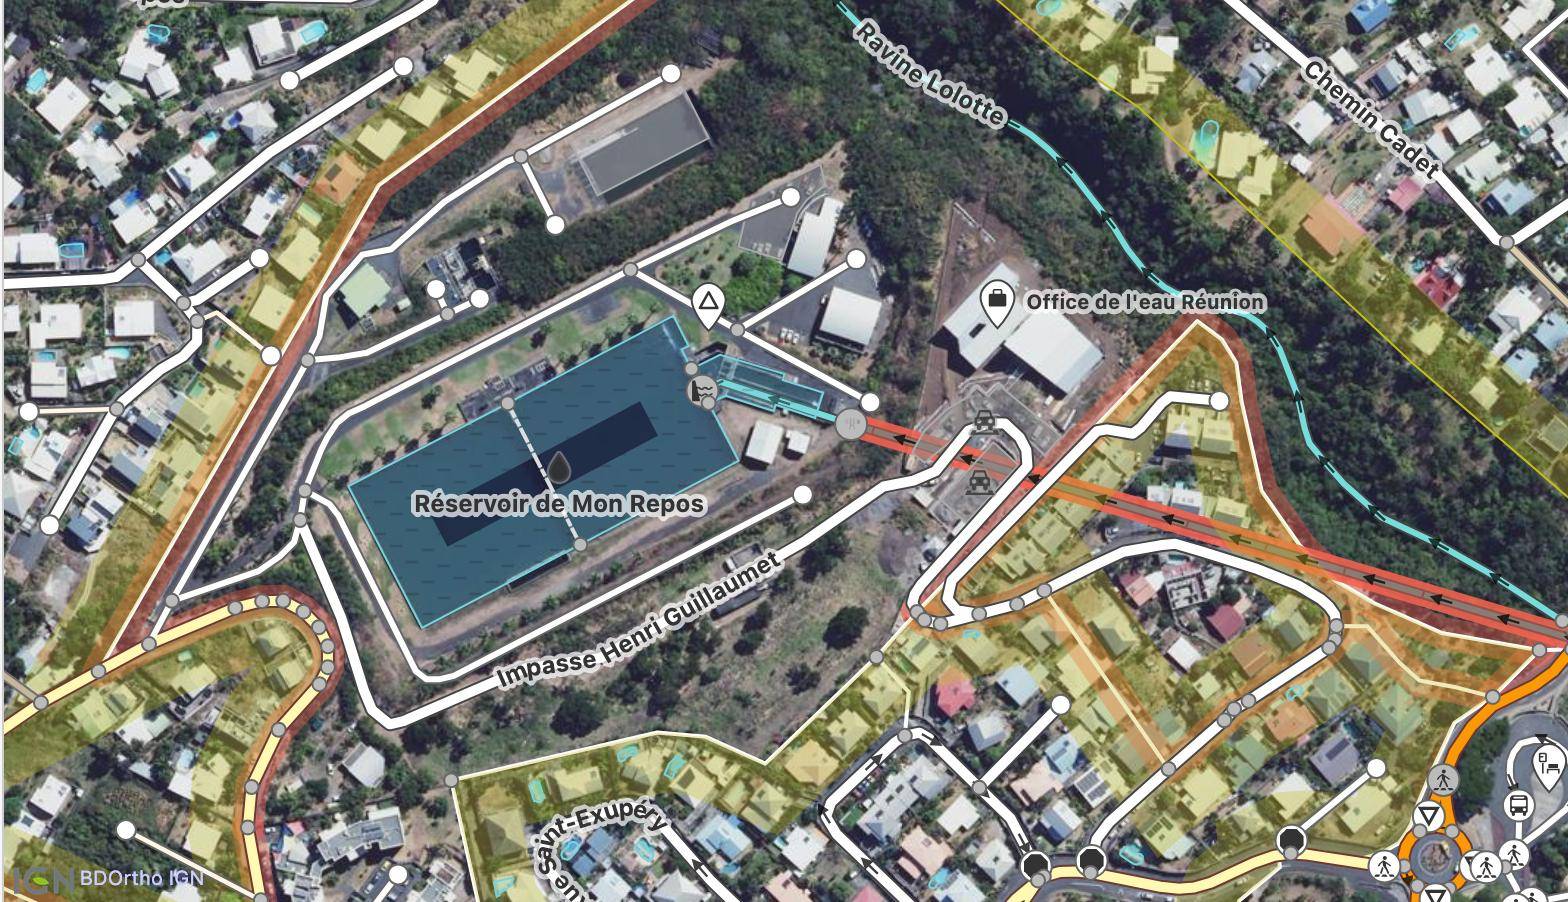 Ravine Lolotte
Chemin Cadet
Office de l'eau Réunion
Réservoir de Mon Repos
Impasse Henri Guillaumet
Saint-Exupéry
IGN BDOrtho IGN